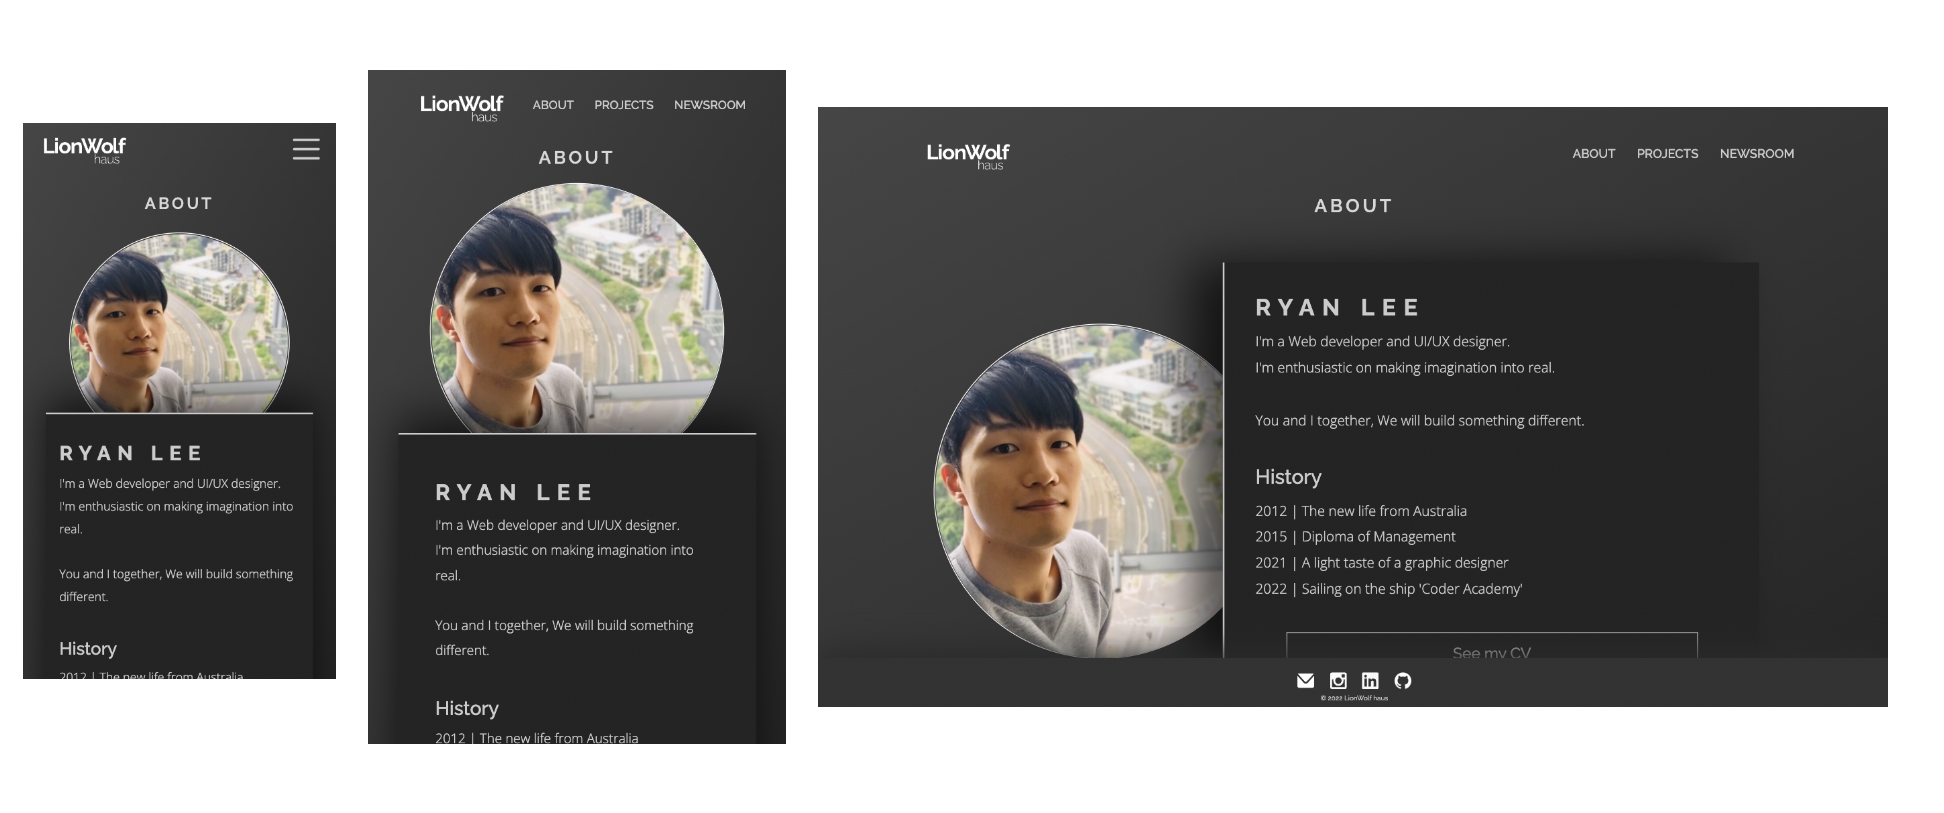 LionWolf
haus
ABOUT
RYAN LEE
I'm a Web developer and UI/UX designer.
I'm enthusiastic on making imagination into
real.
You and I together, We will build something
different.
History
2012 | The new life from Australia
LionWolf
haus
ABOUT PROJECTS NEWSROOM
ABOUT
RYAN LEE
I'm a Web developer and UI/UX designer.
I'm enthusiastic on making imagination into
real.
You and I together, We will build something
different.
History
2012 | The new life from Australia
LionWolf
haus
ABOUT PROJECTS NEWSROOM
ABOUT
RYAN LEE
I'm a Web developer and UI/UX designer.
I'm enthusiastic on making imagination into real.
You and I together, We will build something different.
History
2012 | The new life from Australia
2015 | Diploma of Management
2021 | A light taste of a graphic designer
2022 | Sailing on the ship 'Coder Academy'
See my CV
© 2022 LionWolf haus